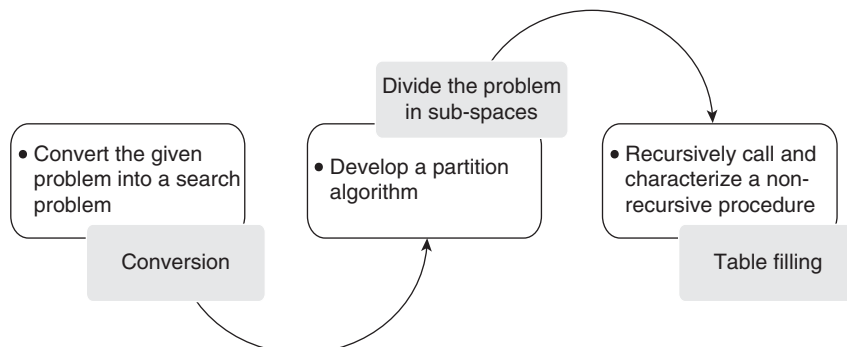 • Convert the given
problem into a search
problem
Conversion
Divide the problem
in sub-spaces
• Develop a partition
algorithm
• Recursively call and
characterize a non-
recursive procedure
Table filling